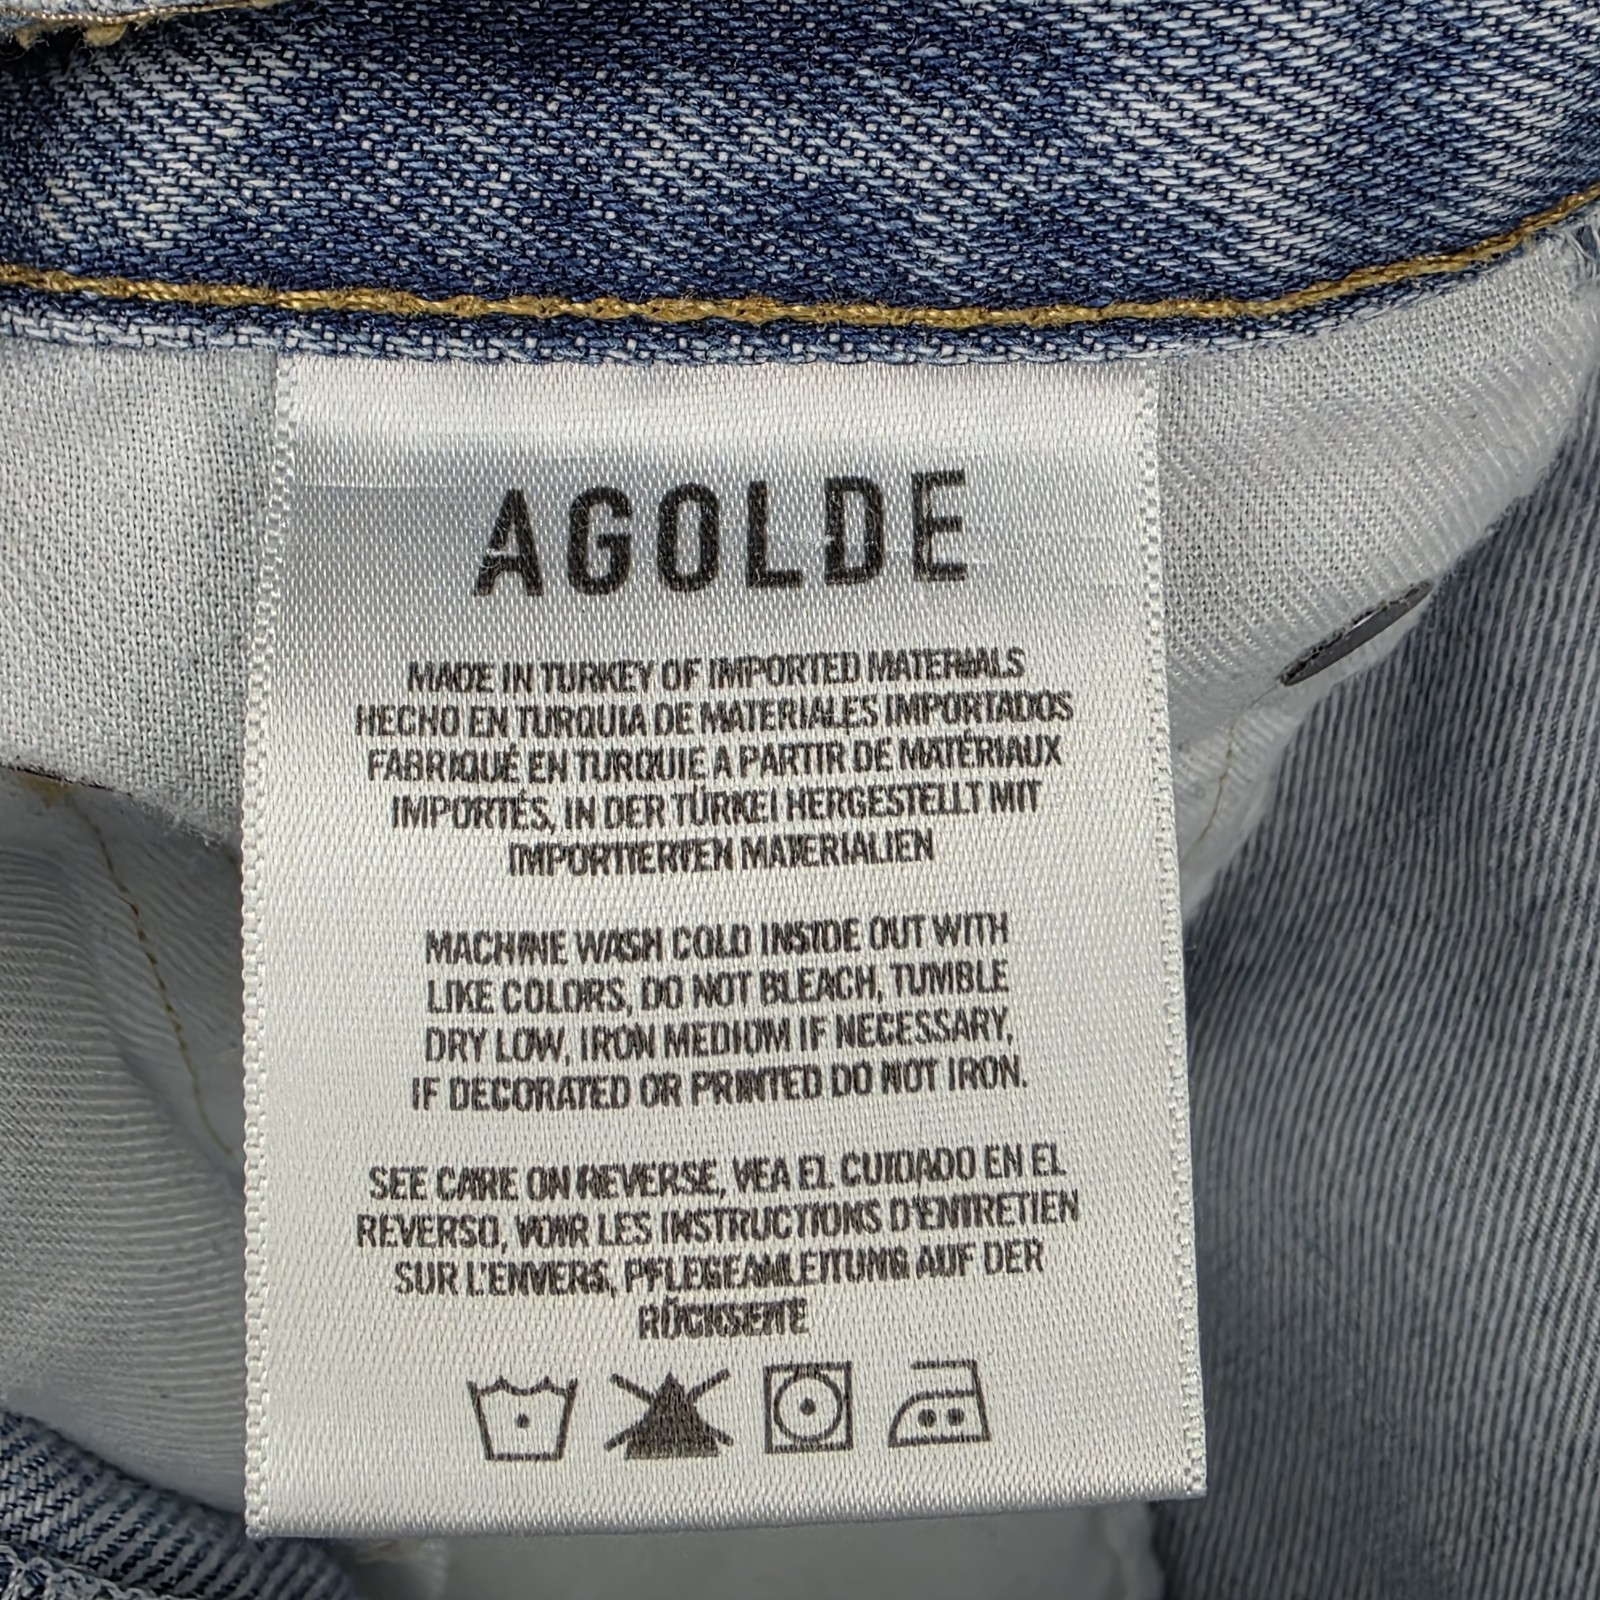 AGOLDE
MADE IN TURKEY OF IMPORTED MATERIALS
HECHO EN TURQUIA DE MATERIALES IMPORTADOS
FABRIQUÉ EN TURQUIE A PARTIR DE MATÉRIAUX
IMPORTÉS, IN DER TÜRKEI HERGESTELLT MIT
IMPORTIERTEN MATERIALIEN
MACHINE WASH COLD INSIDE OUT WITH
LIKE COLORS, DO NOT BLEACH, TUMBLE
DRY LOW, IRON MEDIUM IF NECESSARY,
IF DECORATED OR PRINTED DO NOT IRON.
SEE CARE ON REVERSE, VEA EL CUIDADO EN EL
REVERSO, VOIR LES INSTRUCTIONS D'ENTRETIEN
SUR L'ENVERS, PFLEGEANLEITUNG AUF DER
RÜCKSEITE